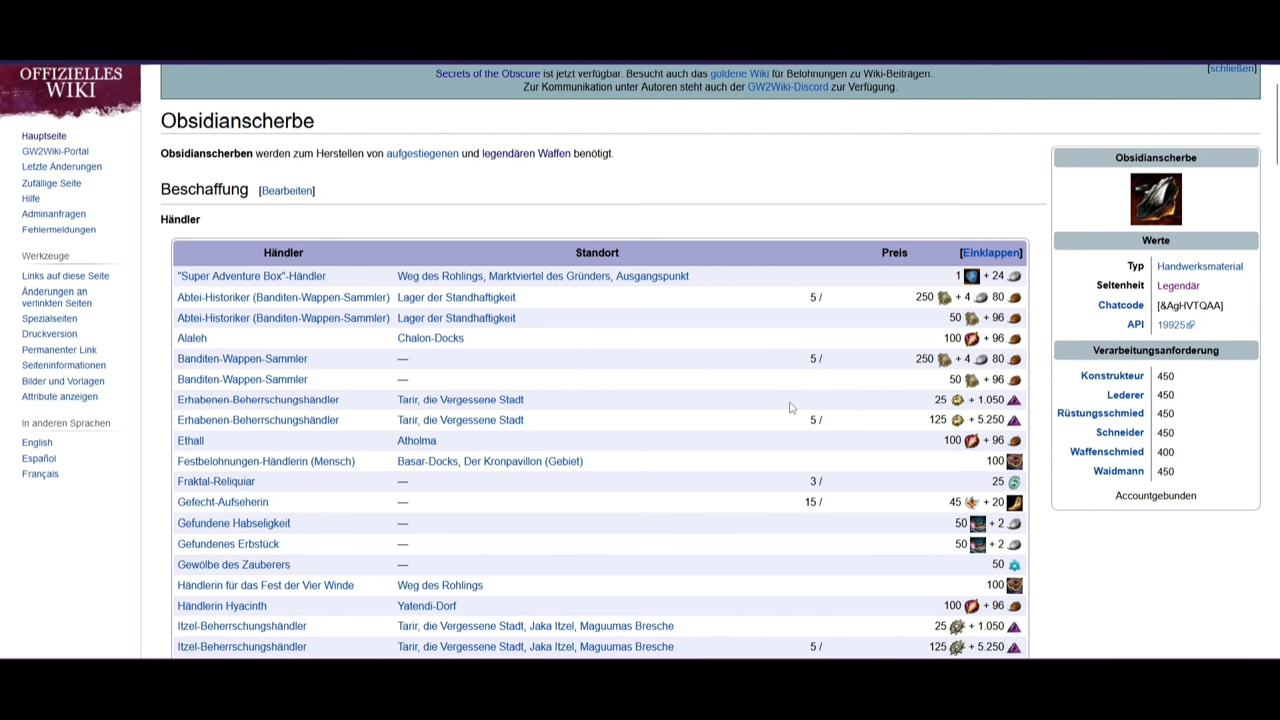 OFFIZIELLES
WIKI
Secrets of the Obscure ist jetzt verfügbar. Besucht auch das goldene Wiki für Belohnungen zu Wiki-Beiträgen.
[schließen]
Zur Kommunikation unter Autoren steht auch der GW2Wiki-Discord zur Verfügung.
Hauptseite
GW2Wiki-Portal
Letzte Änderungen
Zufällige Seite
Hilfe
Adminanfragen
Fehlermeldungen
Werkzeuge
Links auf diese Seite
Änderungen an
verlinkten Seiten
Spezialseiten
Druckversion
Permanenter Link
Seiteninformationen
Bilder und Vorlagen
Attribute anzeigen
In anderen Sprachen
English
Español
Français
Obsidianscherbe
Obsidianscherben werden zum Herstellen von aufgestiegenen und legendären Waffen benötigt.
Beschaffung [Bearbeiten]
Händler
Händler Standort Preis [Einklappen]
"Super Adventure Box"-Händler Weg des Rohlings, Marktviertel des Gründers, Ausgangspunkt 1 + 24
Abtei-Historiker (Banditen-Wappen-Sammler) Lager der Standhaftigkeit 5 / 250 + 4 80
Abtei-Historiker (Banditen-Wappen-Sammler) Lager der Standhaftigkeit 50 + 96
Alaleh Chalon-Docks 100 + 96
Banditen-Wappen-Sammler — 5 / 250 + 4 80
Banditen-Wappen-Sammler — 50 + 96
Erhabenen-Beherrschungshändler Tarir, die Vergessene Stadt 25 + 1.050
Erhabenen-Beherrschungshändler Tarir, die Vergessene Stadt 5 / 125 + 5.250
Ethall Atholma 100 + 96
Festbelohnungen-Händlerin (Mensch) Basar-Docks, Der Kronpavillon (Gebiet) 100
Fraktal-Reliquiar — 3 / 25
Gefecht-Aufseherin — 15 / 45 + 20
Gefundene Habseligkeit — 50 + 2
Gefundenes Erbstück — 50 + 2
Gewölbe des Zauberers — 50
Händlerin für das Fest der Vier Winde Weg des Rohlings 100
Händlerin Hyacinth Yatendi-Dorf 100 + 96
Itzel-Beherrschungshändler Tarir, die Vergessene Stadt, Jaka Itzel, Maguumas Bresche 25 + 1.050
Itzel-Beherrschungshändler Tarir, die Vergessene Stadt, Jaka Itzel, Maguumas Bresche 5 / 125 + 5.250
Obsidianscherbe
Werte
Typ Handwerksmaterial
Seltenheit Legendär
Chatcode [&AgHVTQAA]
API 19925
Verarbeitungsanforderung
Konstrukteur 450
Lederer 450
Rüstungsschmied 450
Schneider 450
Waffenschmied 400
Waidmann 450
Accountgebunden